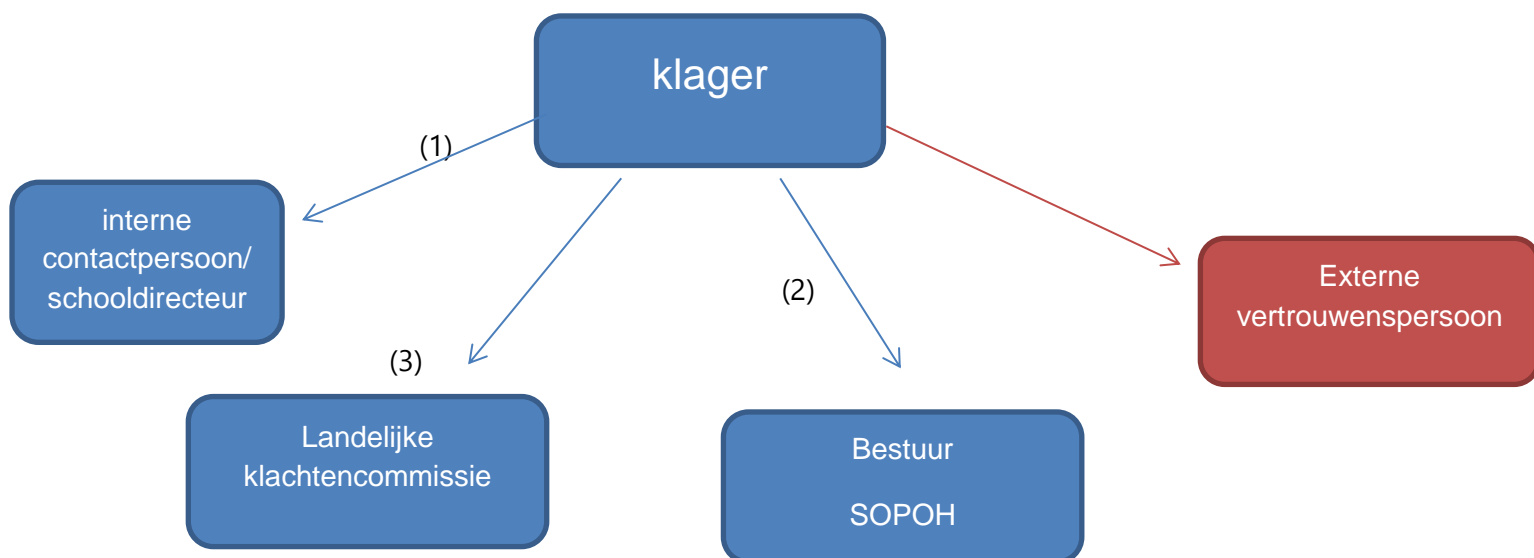 klager
(1)
interne
contactpersoon/
schooldirecteur
(2)
Externe
vertrouwenspersoon
(3)
Landelijke
klachtencommissie
Bestuur
SOPOH